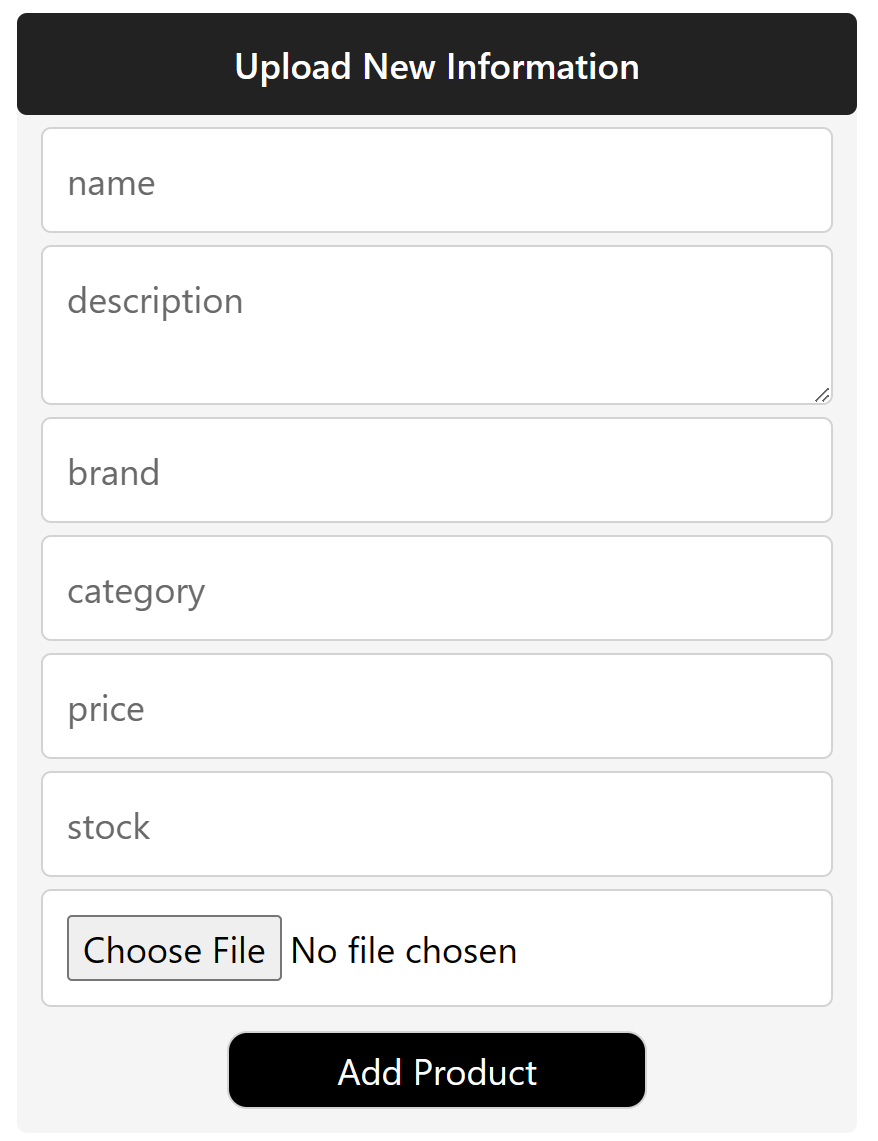 Upload New Information
name
description
brand
category
price
stock
Choose File No file chosen
Add Product